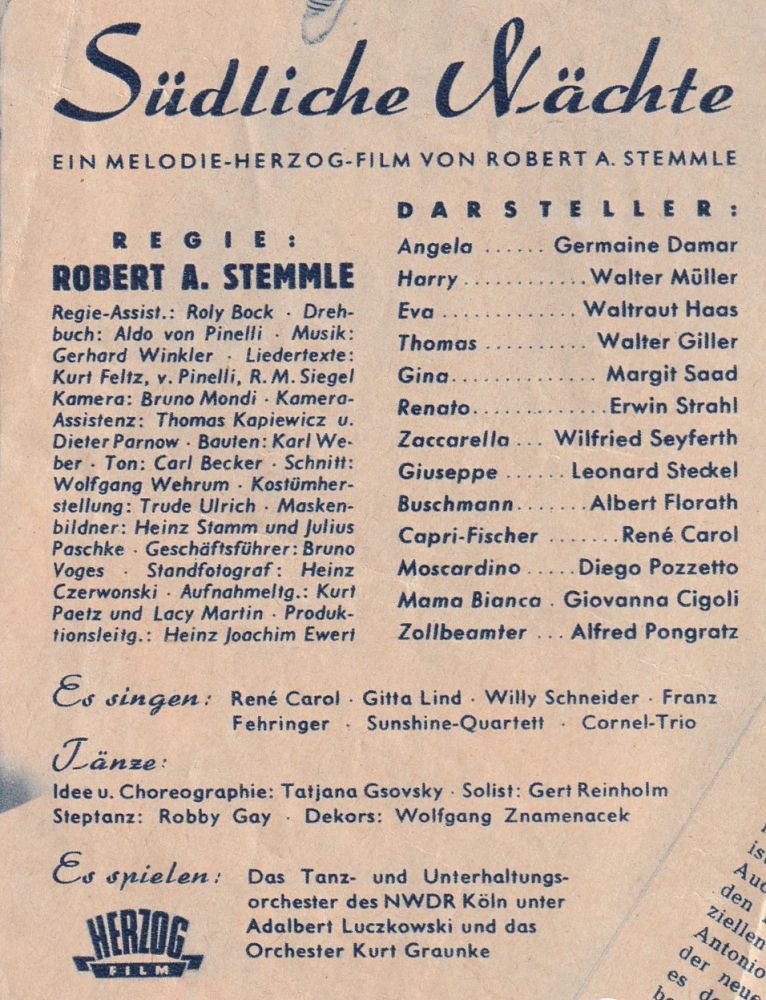 Südliche Nächte
EIN MELODIE-HERZOG-FILM VON ROBERT A. STEMMLE
REGIE:
ROBERT A. STEMMLE
Regie-Assist.: Roly Bock · Dreh-
buch: Aldo von Pinelli · Musik:
Gerhard Winkler · Liedertexte:
Kurt Feltz, v. Pinelli, R. M. Siegel
Kamera: Bruno Mondi · Kamera-
Assistenz: Thomas Kapiewicz u.
Dieter Parnow · Bauten: Karl We-
ber · Ton: Carl Becker · Schnitt:
Wolfgang Wehrum · Kostümher-
stellung: Trude Ulrich · Masken-
bildner: Heinz Stamm und Julius
Paschke · Geschäftsführer: Bruno
Voges · Standfotograf: Heinz
Czerwonski · Aufnahmeltg.: Kurt
Paetz und Lacy Martin · Produk-
tionsleitg.: Heinz Joachim Ewert
DARSTELLER:
Angela ...... Germaine Damar
Harry ............ Walter Müller
Eva ............. Waltraut Haas
Thomas .......... Walter Giller
Gina.............. Margit Saad
Renato............ Erwin Strahl
Zaccarella ... Wilfried Seyferth
Giuseppe ...... Leonard Steckel
Buschmann....... Albert Florath
Capri-Fischer ....... René Carol
Moscardino ..... Diego Pozzetto
Mama Bianca . Giovanna Cigoli
Zollbeamter ... Alfred Pongratz
Es singen: René Carol · Gitta Lind · Willy Schneider · Franz
Fehringer · Sunshine-Quartett · Cornel-Trio
Tänze:
Idee u. Choreographie: Tatjana Gsovsky · Solist: Gert Reinholm
Steptanz: Robby Gay · Dekors: Wolfgang Znamenacek
Es spielen: Das Tanz- und Unterhaltungs-
orchester des NWDR Köln unter
Adalbert Luczkowski und das
Orchester Kurt Graunke
HERZOG
FILM
den
ziellen
Antonio
der neue
es